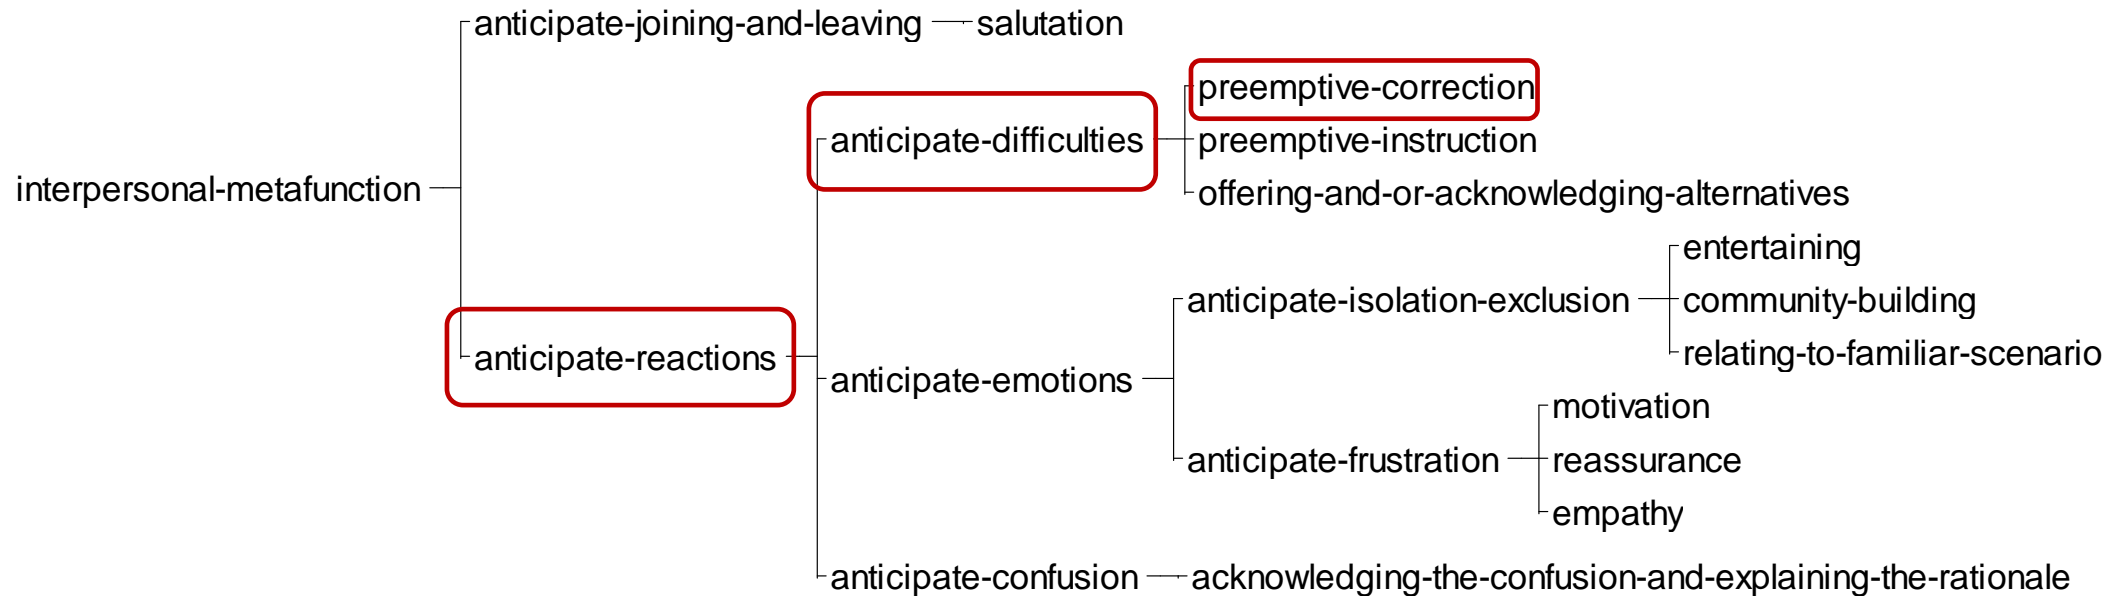 anticipate-joining-and-leaving
salutation
preemptive-correction
anticipate-difficulties
preemptive-instruction
interpersonal-metafunction
offering-and-or-acknowledging-alternatives
entertaining
anticipate-isolation-exclusion
community-building
anticipate-reactions
relating-to-familiar-scenario
anticipate-emotions
motivation
anticipate-frustration
reassurance
empathy
anticipate-confusion
acknowledging-the-confusion-and-explaining-the-rationale